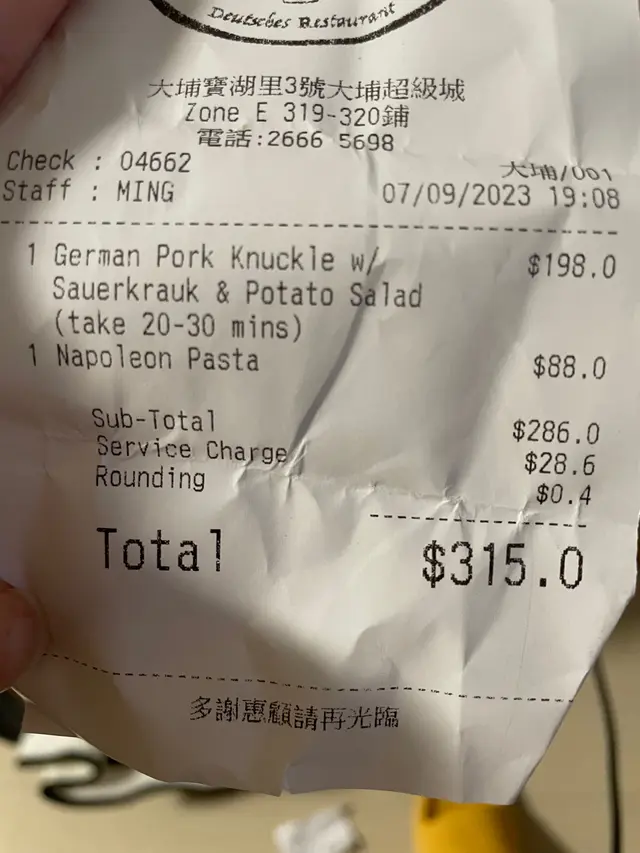 Deutsches Restaurant
大埔寶湖里3號大埔超級城
Zone E 319-320鋪
電話:2666 5698
Check : 04662 大埔/001
Staff : MING 07/09/2023 19:08
1 German Pork Knuckle w/ $198.0
Sauerkrauk & Potato Salad
(take 20-30 mins)
1 Napoleon Pasta $88.0
Sub-Total $286.0
Service Charge $28.6
Rounding $0.4
Total $315.0
多謝惠顧請再光臨